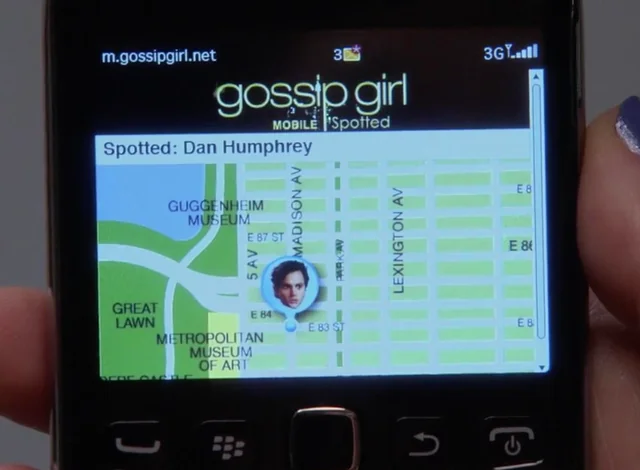 m.gossipgirl.net
3
3G
gossip girl
MOBILE Spotted
Spotted: Dan Humphrey
GUGGENHEIM
MUSEUM
MADISON AV
LEXINGTON AV
E 8
E 87 ST
E 86
5 AV
E 84
E 83 ST
E 8
GREAT
LAWN
METROPOLITAN
MUSEUM
OF ART